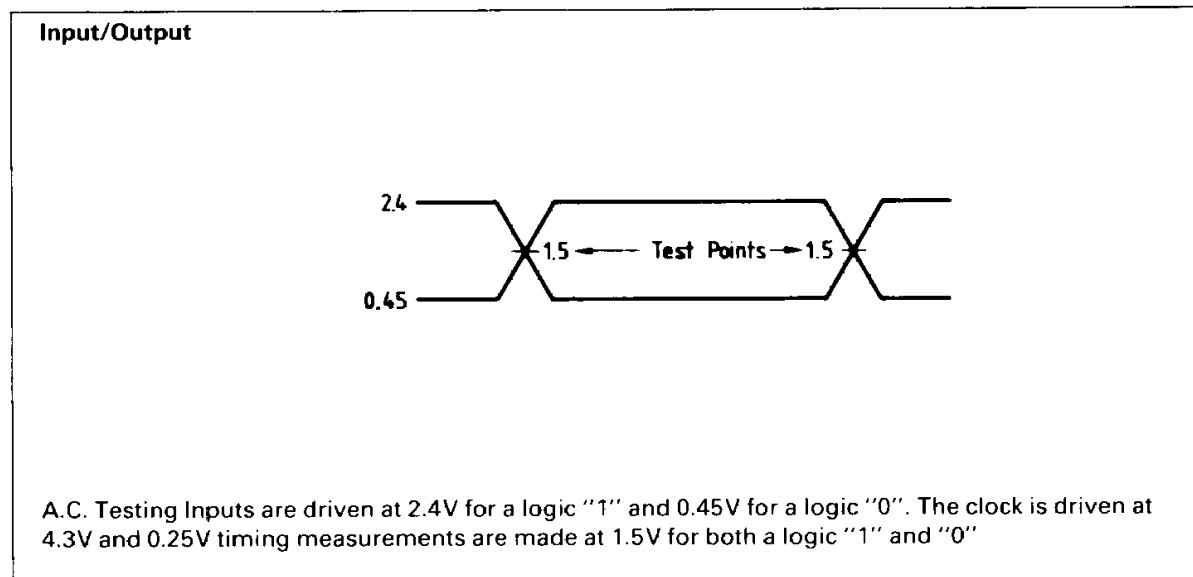 Input/Output
2.4
1.5 Test Points 1.5
0.45
A.C. Testing Inputs are driven at 2.4V for a logic "1" and 0.45V for a logic "0". The clock is driven at
4.3V and 0.25V timing measurements are made at 1.5V for both a logic "1" and "0"